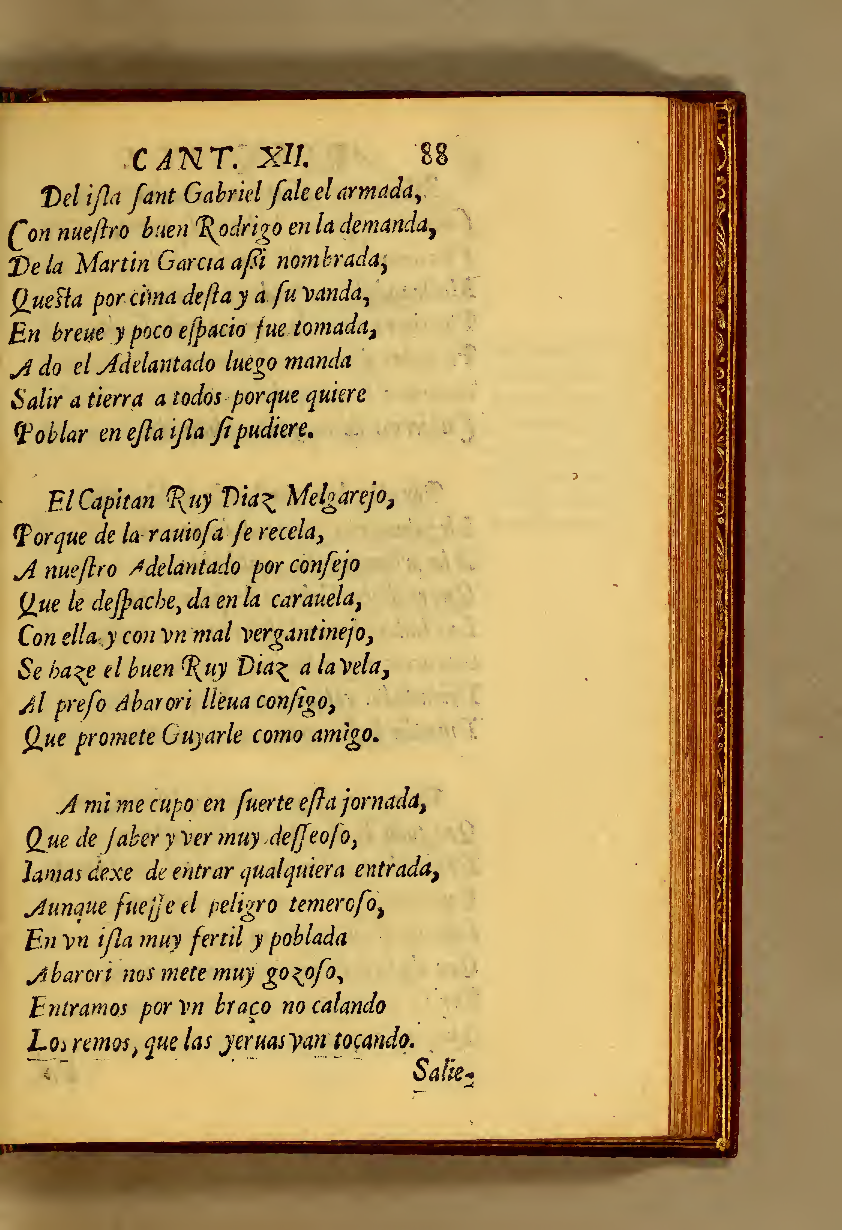 CANT. XII. 88
Del iſla ſant Gabriel ſale el armada,
Con nueſtro buen Rodrigo en la demanda,
De la Martin Garcia aſsi nombrada,
Queſta por cima deſta y à ſu vanda,
En breue y poco eſpacio fue tomada,
A do el Adelantado luego manda
Salir a tierra a todos porque quiere
Poblar en eſta iſla ſi pudiere.
El Capitan Ruy Diaz Melgarejo,
Porque de la rauioſa ſe recela,
A nueſtro Adelantado por conſejo
Que le deſpache, da en la carauela,
Con ella y con vn mal vergantinejo,
Se haze el buen Ruy Diaz a la vela,
Al preſo Abarori lleua conſigo,
Que promete Guyarle como amigo.
A mi me cupo en ſuerte eſta jornada,
Que de ſaber y ver muy deſſeoſo,
Iamas dexe de entrar qualquiera entrada,
Aunque fueſſe el peligro temeroſo,
En vn iſla muy fertil y poblada
Abarori nos mete muy gozoſo,
Entramos por vn braço no calando
Los remos, que las yeruas van tocando.
Salie-